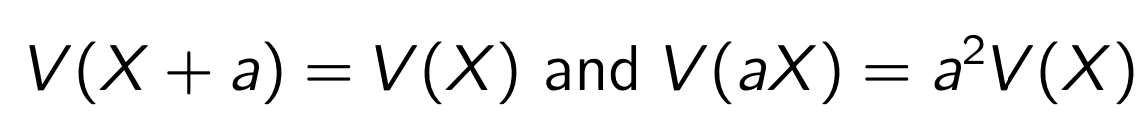 V(X + a) = V(X) and V(aX) = a²V(X)